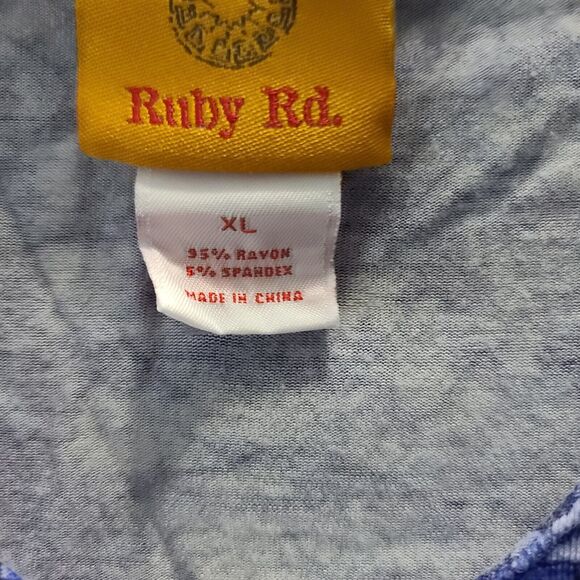 Ruby Rd.
XL
95% RAYON
5% SPANDEX
MADE IN CHINA